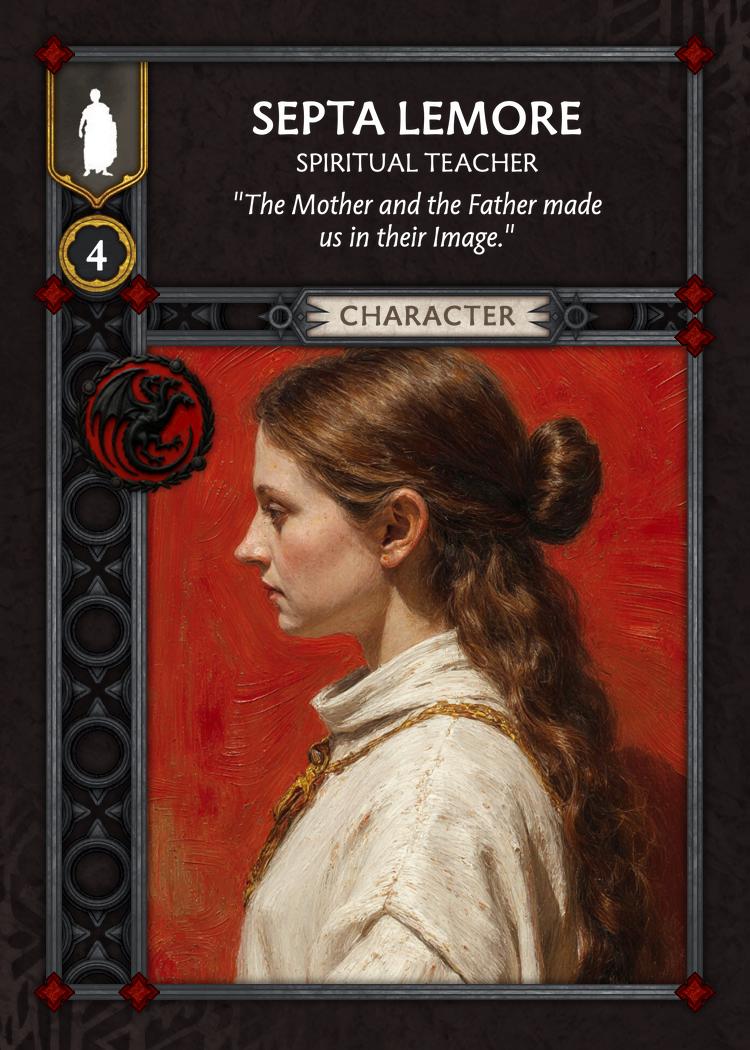 SEPTA LEMORE
SPIRITUAL TEACHER
"The Mother and the Father made
us in their Image."
4
CHARACTER